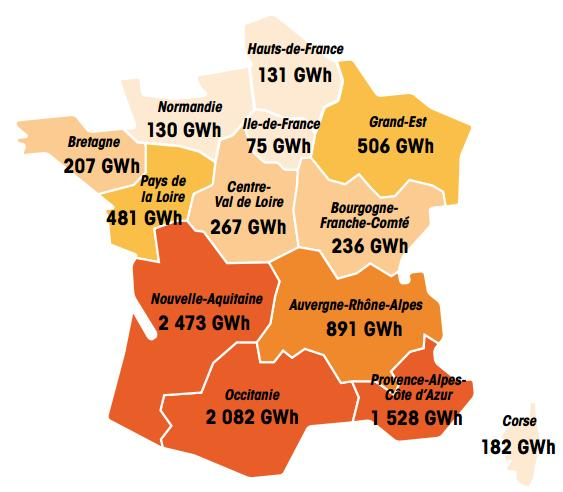 Hauts-de-France
131 GWh
Normandie
130 GWh
Ile-de-France
75 GWh
Grand-Est
506 GWh
Bretagne
207 GWh
Pays de
la Loire
481 GWh
Centre-
Val de Loire
267 GWh
Bourgogne-
Franche-Comté
236 GWh
Nouvelle-Aquitaine
2 473 GWh
Auvergne-Rhône-Alpes
891 GWh
Occitanie
2 082 GWh
Provence-Alpes-
Côte d'Azur
1 528 GWh
Corse
182 GWh